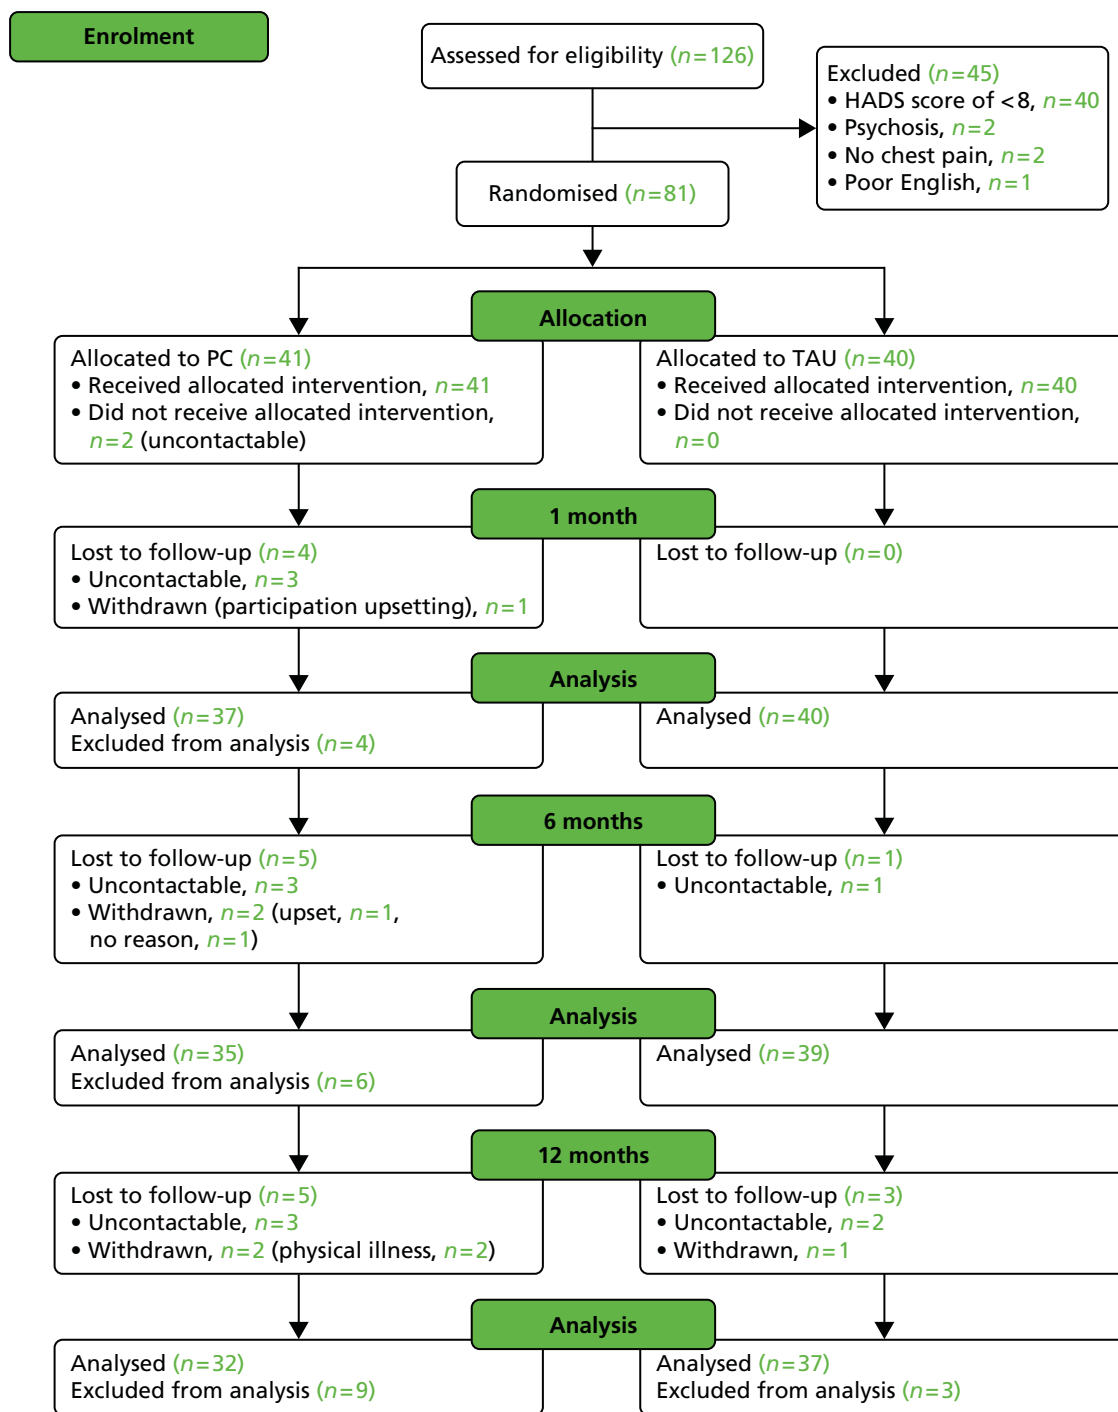 Enrolment
Assessed for eligibility (n=126)
Excluded (n=45)
• HADS score of <8, n=40
• Psychosis, n=2
• No chest pain, n=2
• Poor English, n=1
Randomised (n=81)
Allocation
Allocated to PC (n=41)
• Received allocated intervention, n=41
• Did not receive allocated intervention,
n=2 (uncontactable)
Allocated to TAU (n=40)
• Received allocated intervention, n=40
• Did not receive allocated intervention,
n=0
1 month
Lost to follow-up (n=4)
• Uncontactable, n=3
• Withdrawn (participation upsetting), n=1
Lost to follow-up (n=0)
Analysis
Analysed (n=37)
Excluded from analysis (n=4)
Analysed (n=40)
6 months
Lost to follow-up (n=5)
• Uncontactable, n=3
• Withdrawn, n=2 (upset, n=1,
no reason, n=1)
Lost to follow-up (n=1)
• Uncontactable, n=1
Analysis
Analysed (n=35)
Excluded from analysis (n=6)
Analysed (n=39)
12 months
Lost to follow-up (n=5)
• Uncontactable, n=3
• Withdrawn, n=2 (physical illness, n=2)
Lost to follow-up (n=3)
• Uncontactable, n=2
• Withdrawn, n=1
Analysis
Analysed (n=32)
Excluded from analysis (n=9)
Analysed (n=37)
Excluded from analysis (n=3)